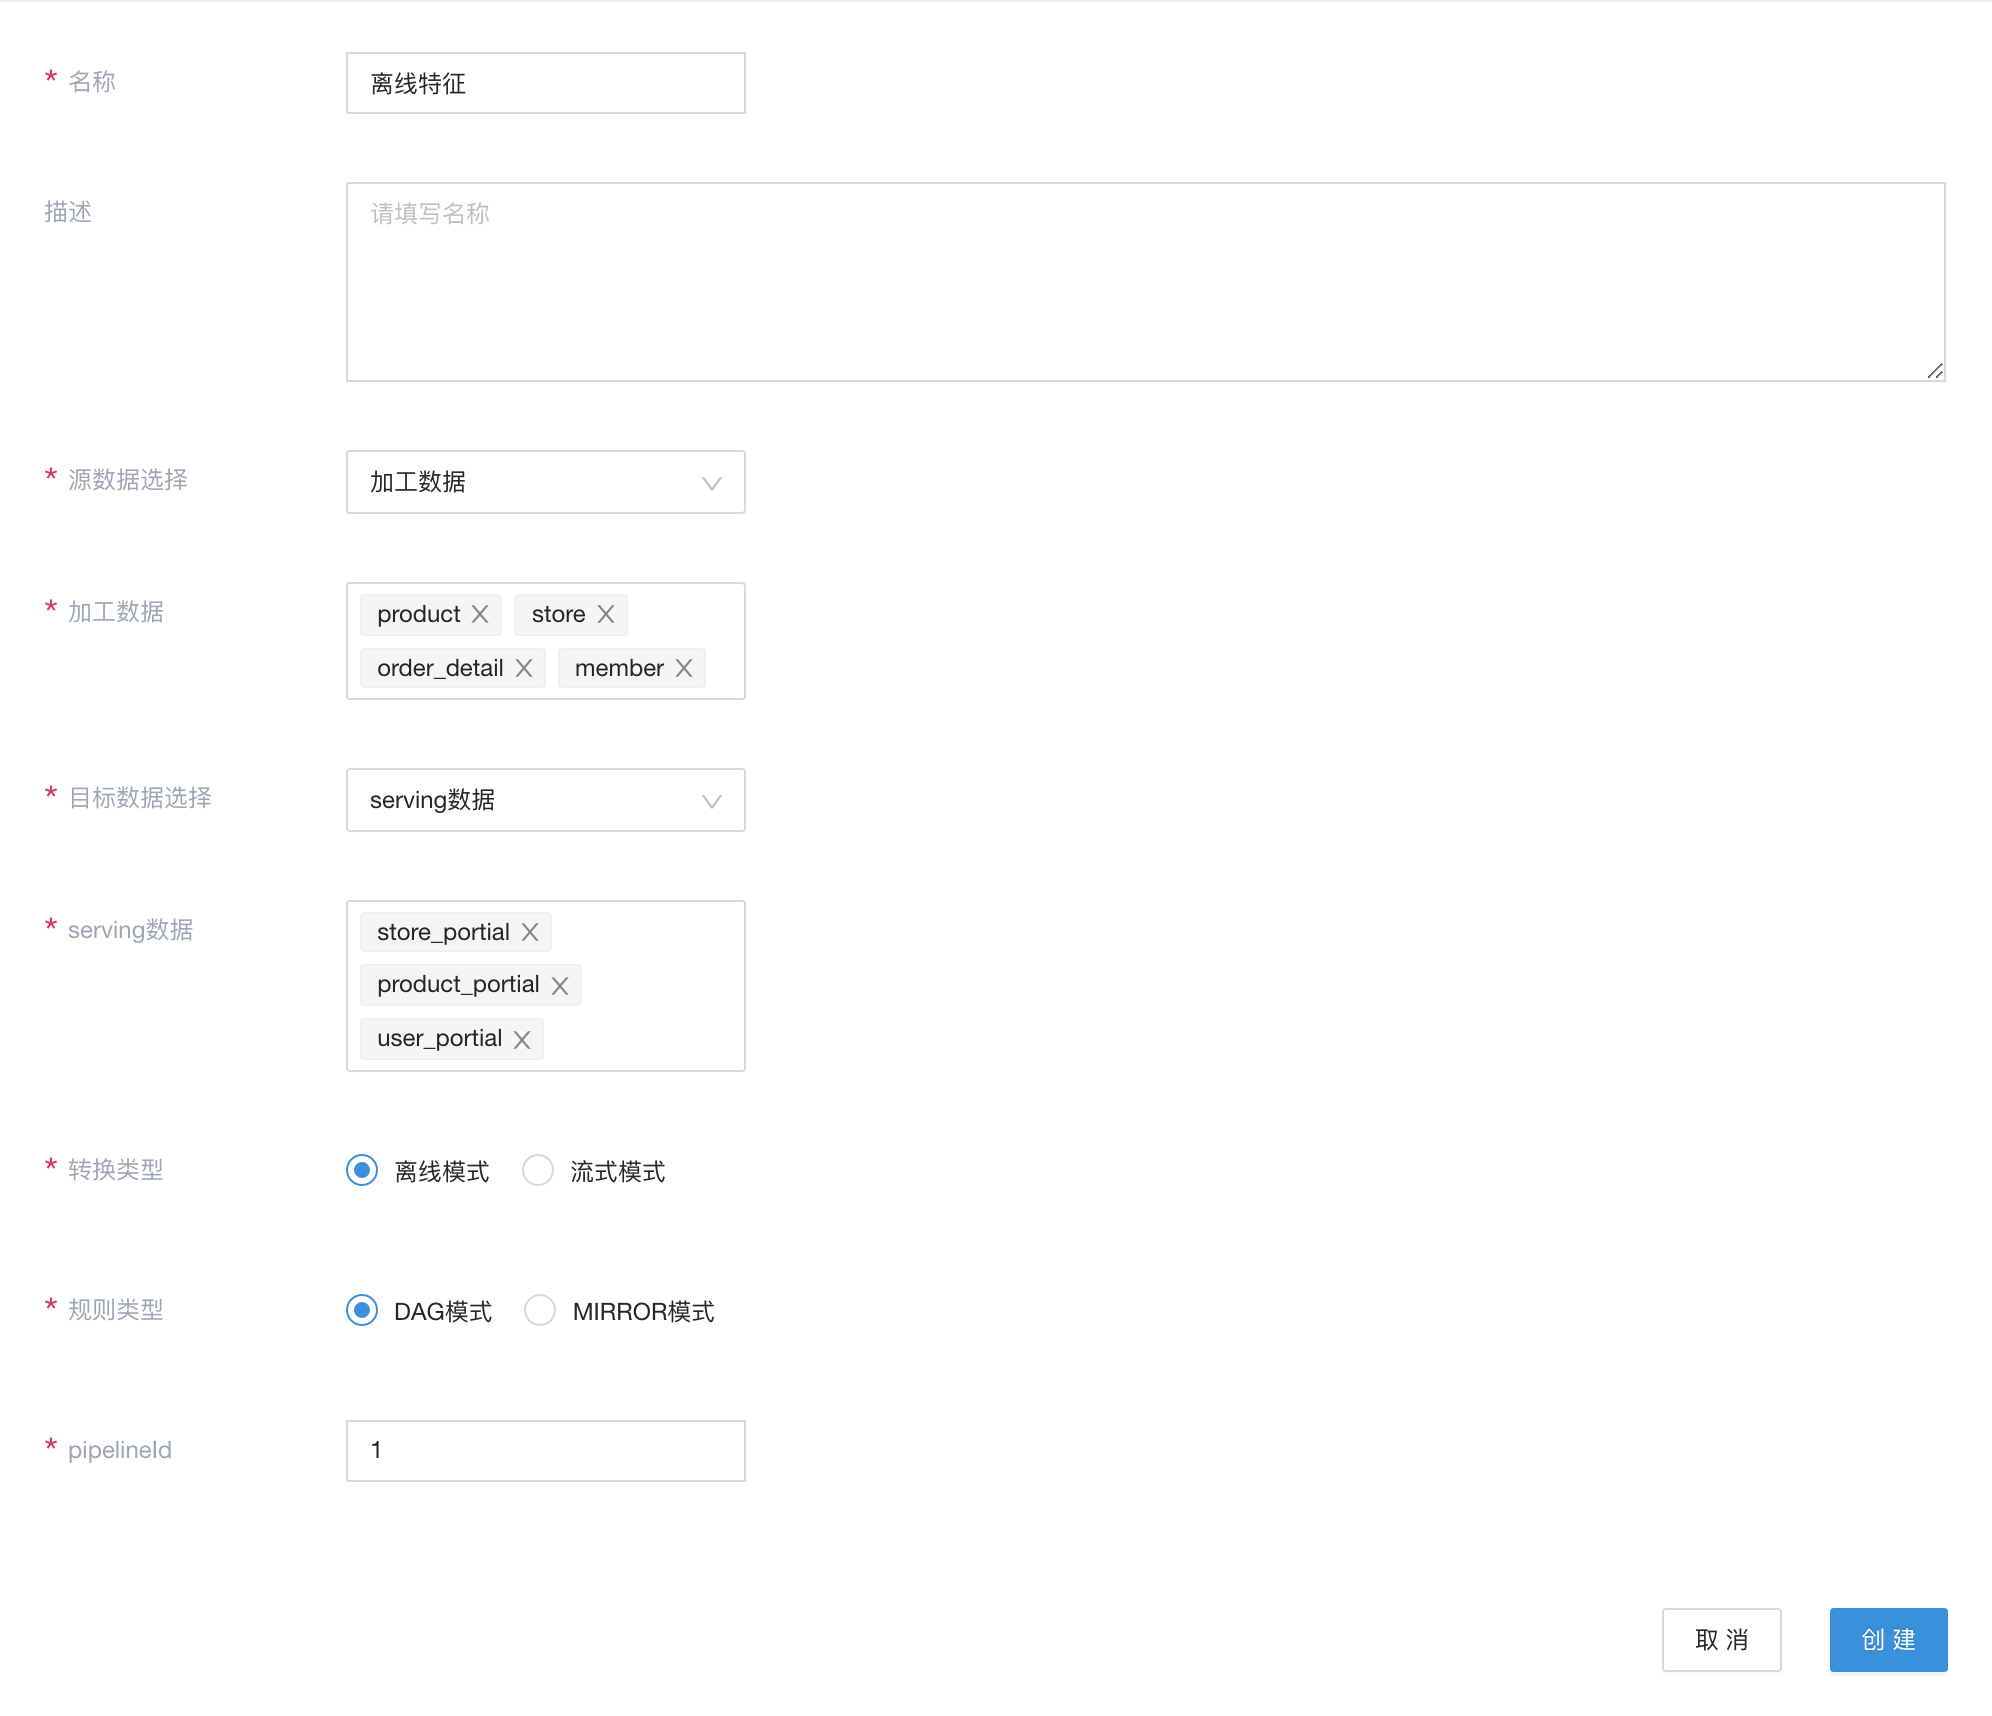 * 名称 离线特征
描述 请填写名称
* 源数据选择 加工数据
* 加工数据 product X store X
order_detail X member X
* 目标数据选择 serving数据
* serving数据 store_portial X
product_portial X
user_portial X
* 转换类型 离线模式 流式模式
* 规则类型 DAG模式 MIRROR模式
* pipelineId 1
取 消 创 建